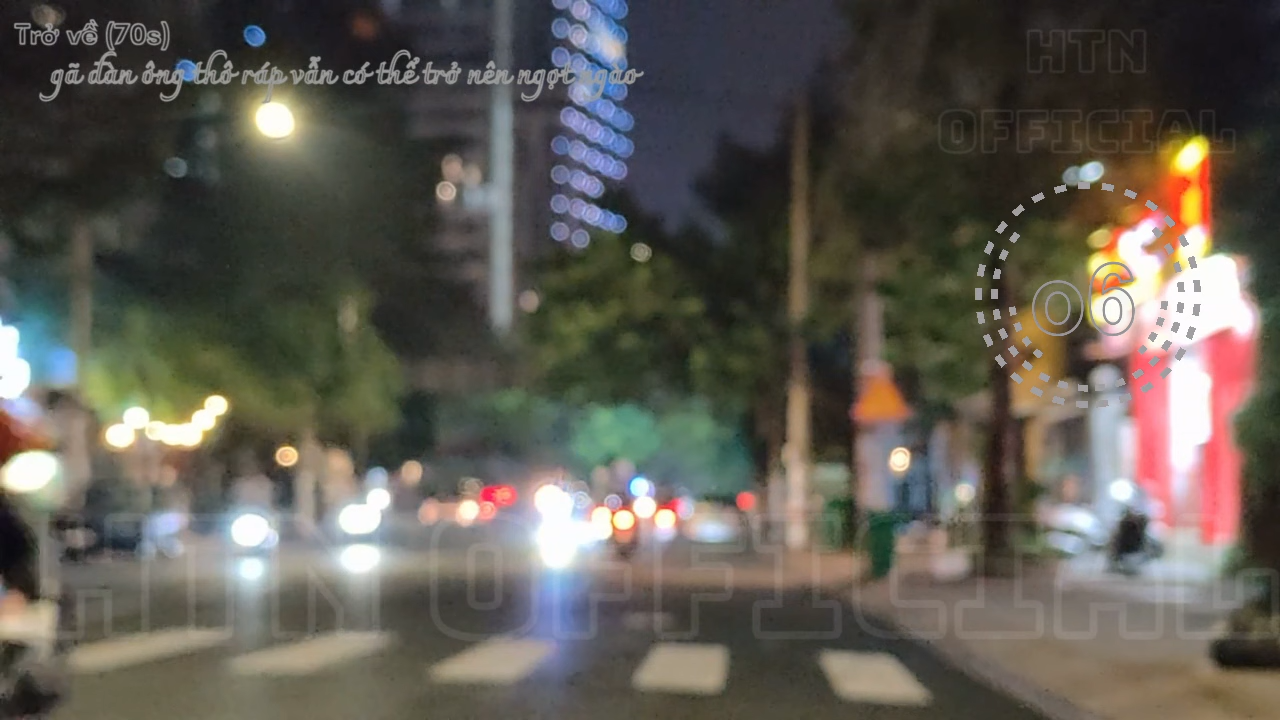 Trở về (70s)
gã đàn ông thô ráp vẫn có thể trở nên ngọt ngào
HTN
OFFICIAL
06
HTN OFFICIAL